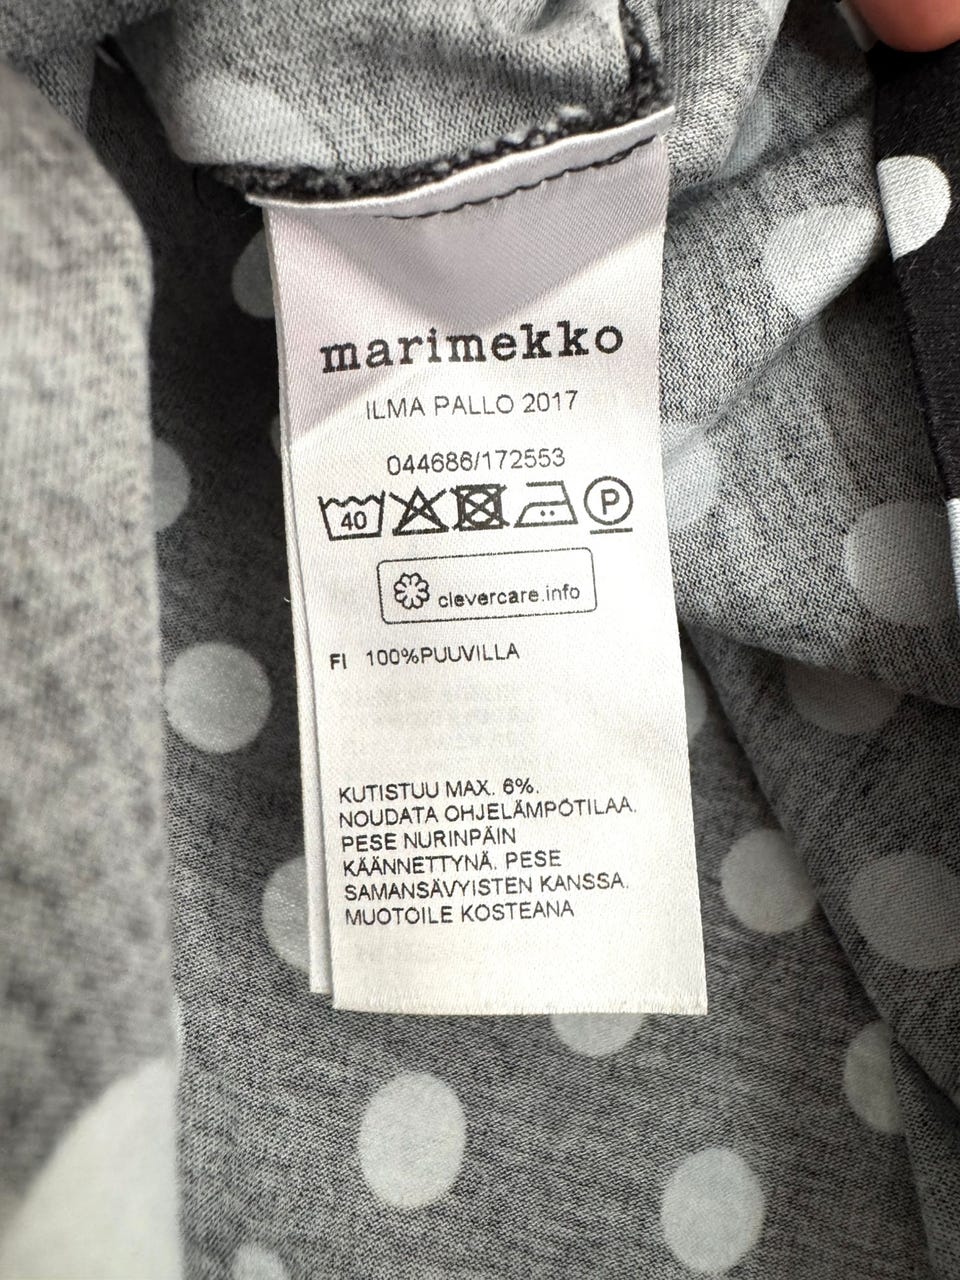 marimekko
ILMA PALLO 2017
044686/172553
40 P
clevercare.info
FI 100%PUUVILLA
KUTISTUU MAX. 6%.
NOUDATA OHJELÄMPÖTILAA.
PESE NURINPÄIN
KÄÄNNETTYNÄ. PESE
SAMANSÄVYISTEN KANSSA.
MUOTOILE KOSTEANA